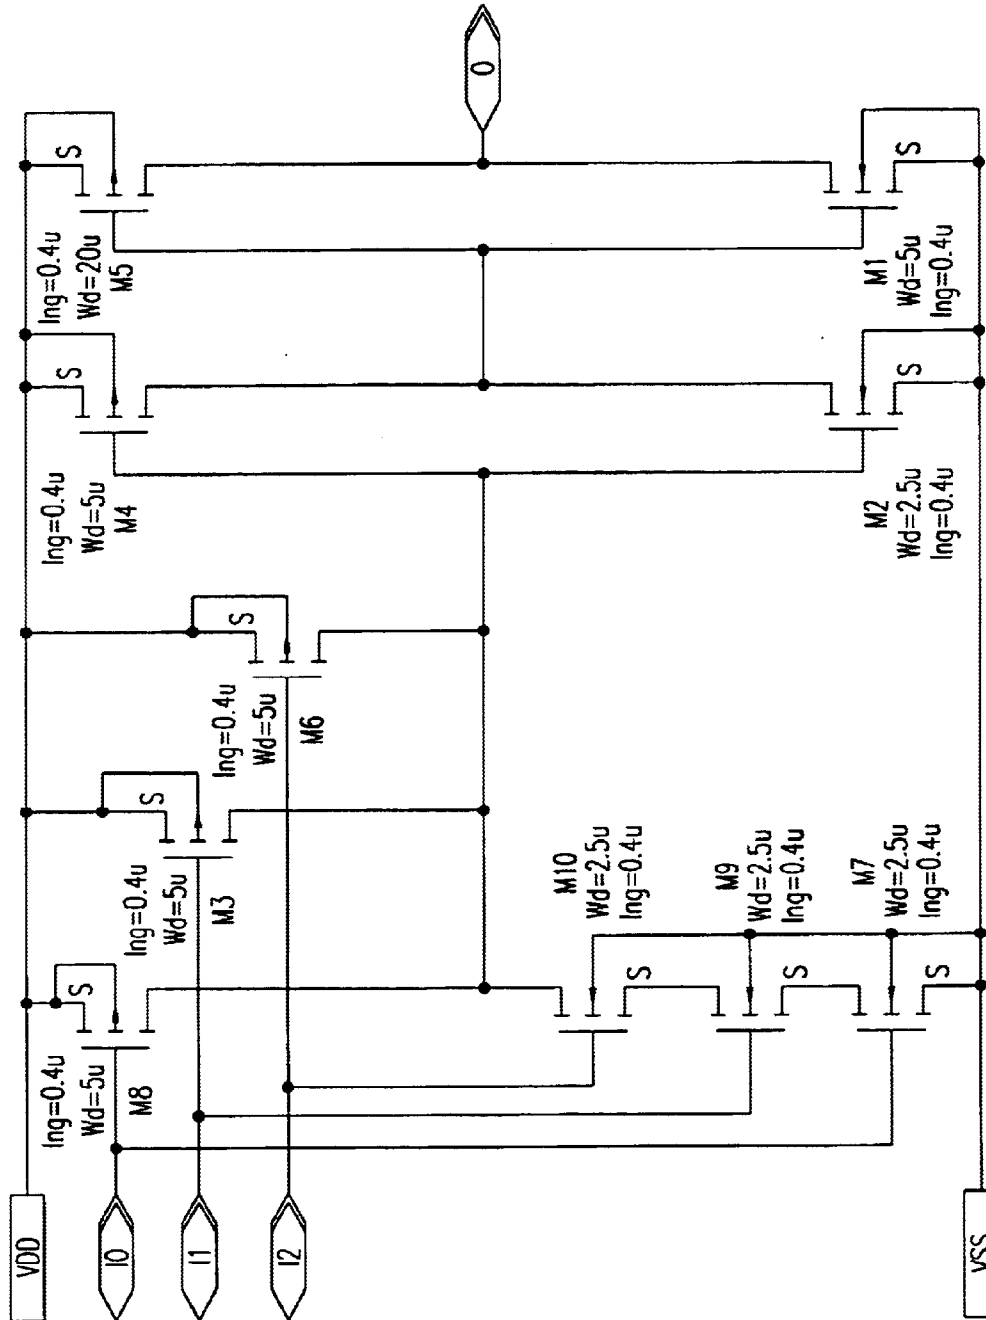 VDD
I0
I1
I2
VSS
lng=0.4u
Wd=5u
M8
lng=0.4u
Wd=5u
M3
lng=0.4u
Wd=5u
M6
lng=0.4u
Wd=5u
M4
lng=0.4u
Wd=20u
M5
S
S
S
S
S
M10
Wd=2.5u
lng=0.4u
M9
Wd=2.5u
lng=0.4u
M7
Wd=2.5u
lng=0.4u
S
S
S
M2
Wd=2.5u
lng=0.4u
S
M1
Wd=5u
lng=0.4u
S
O